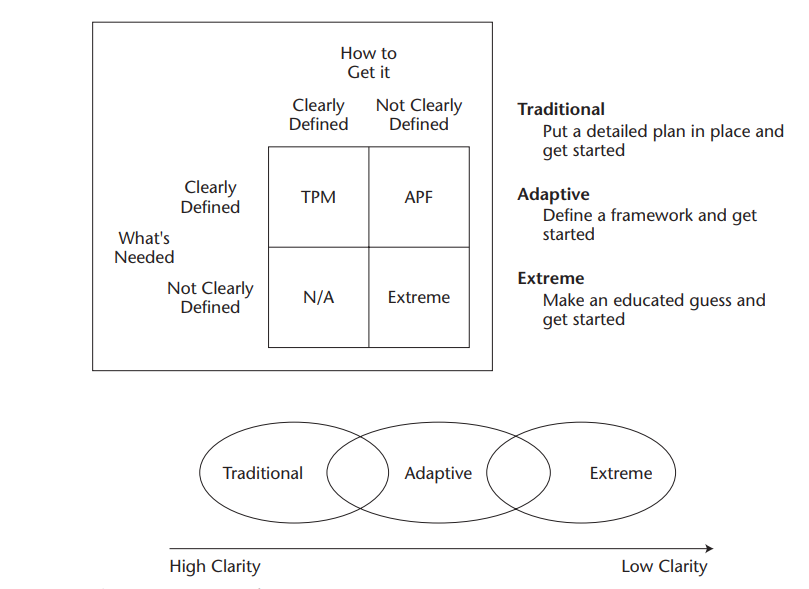 How to
Get it
Clearly
Defined
Not Clearly
Defined
Clearly
Defined
TPM
APF
What's
Needed
Not Clearly
Defined
N/A
Extreme
Traditional
Put a detailed plan in place and
get started
Adaptive
Define a framework and get
started
Extreme
Make an educated guess and
get started
Traditional
Adaptive
Extreme
High Clarity
Low Clarity